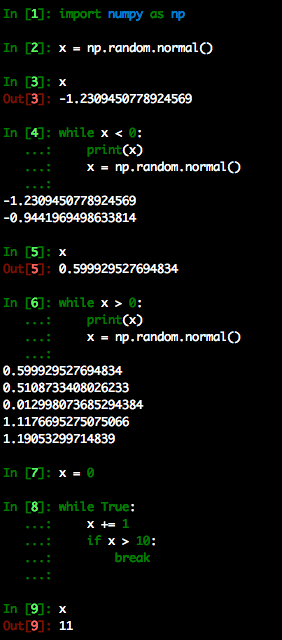 In [1]: import numpy as np
In [2]: x = np.random.normal()
In [3]: x
Out[3]: -1.2309450778924569
In [4]: while x < 0:
   ...:     print(x)
   ...:     x = np.random.normal()
   ...:
-1.2309450778924569
-0.9441969498633814
In [5]: x
Out[5]: 0.599929527694834
In [6]: while x > 0:
   ...:     print(x)
   ...:     x = np.random.normal()
   ...:
0.599929527694834
0.5108733408026233
0.012998073685294384
1.1176695275075066
1.19053299714839
In [7]: x = 0
In [8]: while True:
   ...:     x += 1
   ...:     if x > 10:
   ...:         break
   ...:
In [9]: x
Out[9]: 11